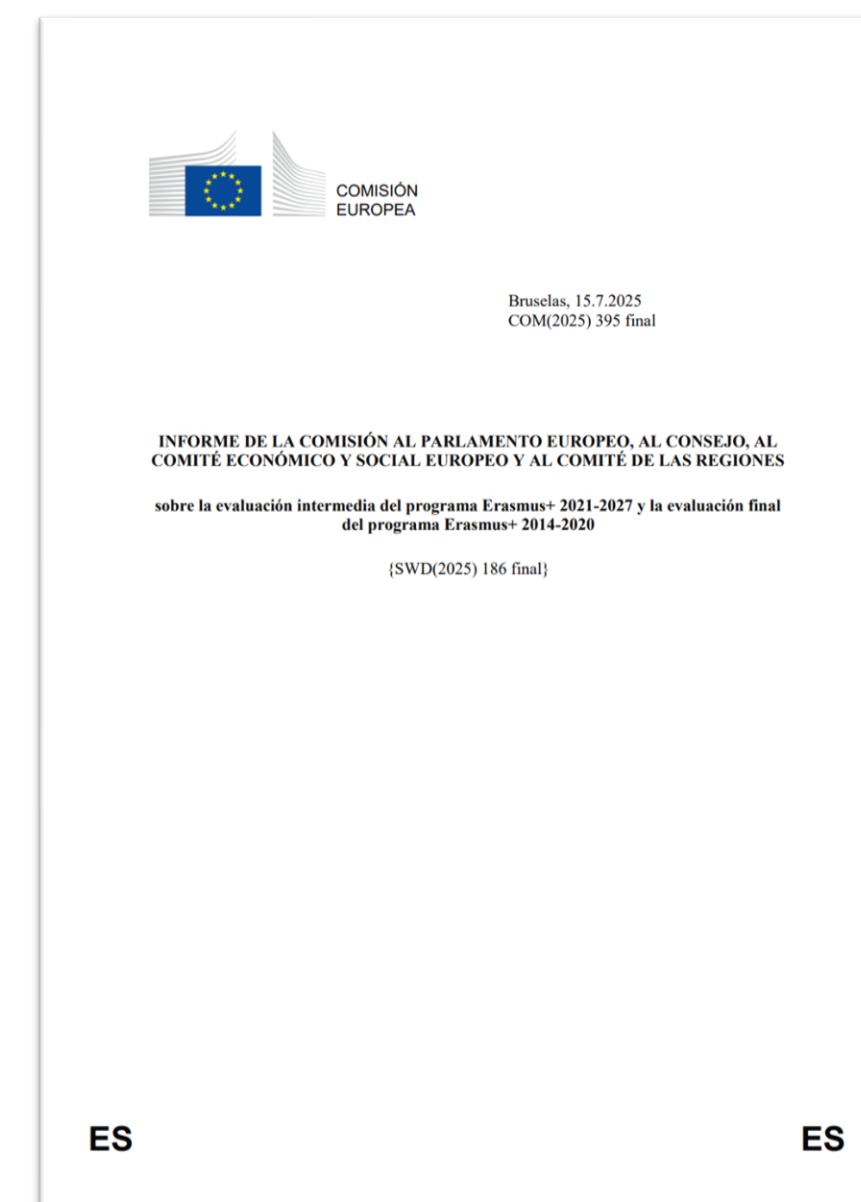 COMISIÓN
EUROPEA
Bruselas, 15.7.2025
COM(2025) 395 final
INFORME DE LA COMISIÓN AL PARLAMENTO EUROPEO, AL CONSEJO, AL
COMITÉ ECONÓMICO Y SOCIAL EUROPEO Y AL COMITÉ DE LAS REGIONES
sobre la evaluación intermedia del programa Erasmus+ 2021-2027 y la evaluación final
del programa Erasmus+ 2014-2020
{SWD(2025) 186 final}
ES ES